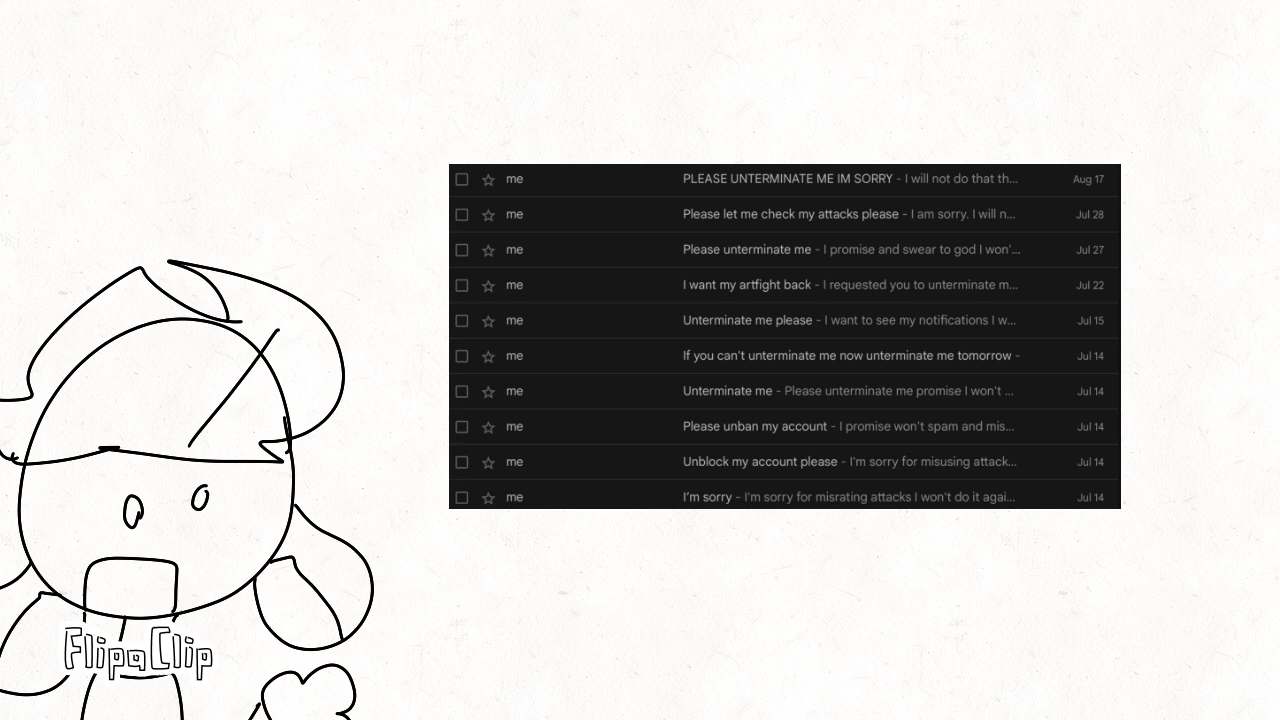 me PLEASE UNTERMINATE ME IM SORRY - I will not do that th... Aug 17
me Please let me check my attacks please - I am sorry. I will n... Jul 28
me Please unterminate me - I promise and swear to god I won'... Jul 27
me I want my artfight back - I requested you to unterminate m... Jul 22
me Unterminate me please - I want to see my notifications I w... Jul 15
me If you can't unterminate me now unterminate me tomorrow - Jul 14
me Unterminate me - Please unterminate me promise I won't ... Jul 14
me Please unban my account - I promise won't spam and mis... Jul 14
me Unblock my account please - I'm sorry for misusing attack... Jul 14
me I'm sorry - I'm sorry for misrating attacks I won't do it agai... Jul 14
FlipaClip